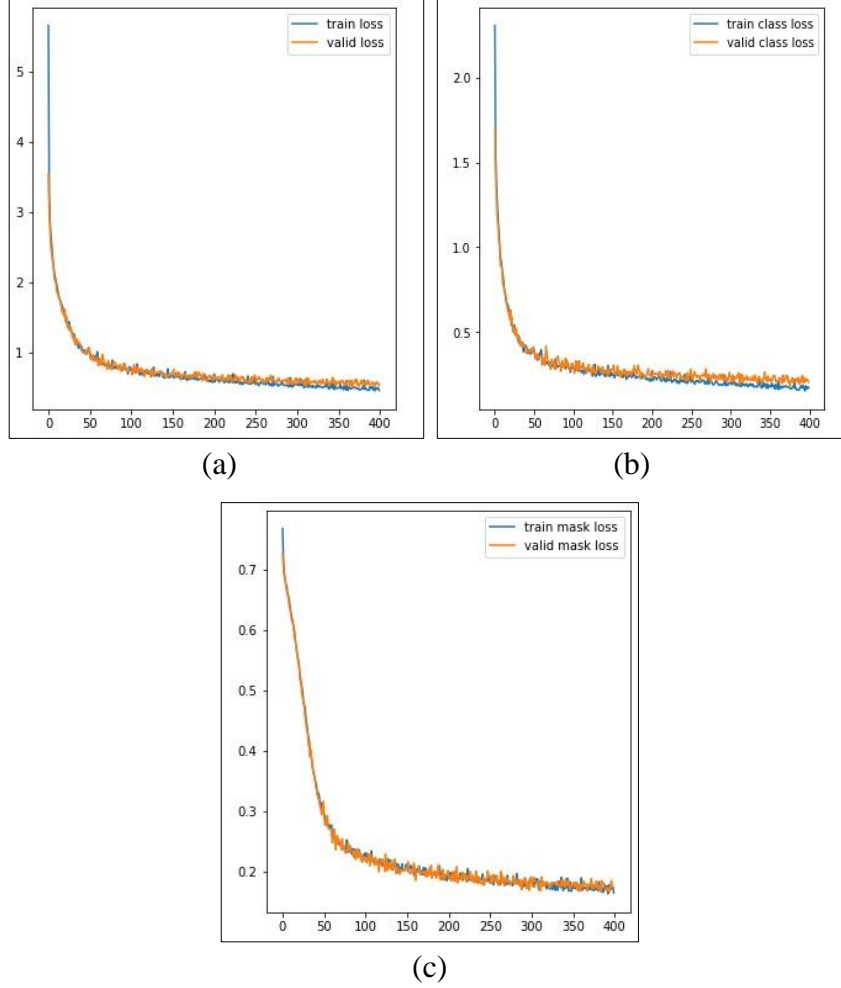 train loss
valid loss
5
4
3
2
1
0 50 100 150 200 250 300 350 400
(a)
train class loss
valid class loss
2.0
1.5
1.0
0.5
0 50 100 150 200 250 300 350 400
(b)
train mask loss
valid mask loss
0.7
0.6
0.5
0.4
0.3
0.2
0 50 100 150 200 250 300 350 400
(c)